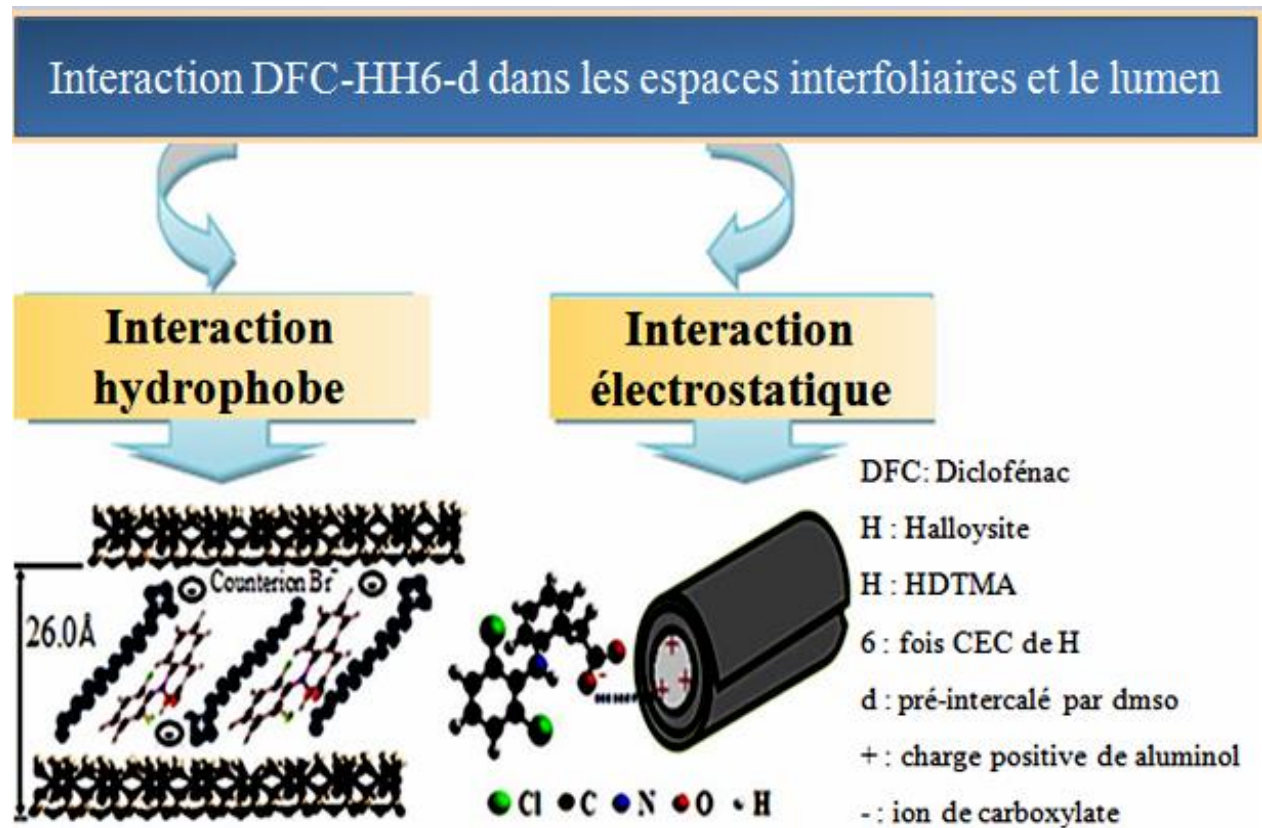 Interaction DFC-HH6-d dans les espaces interfoliaires et le lumen
Interaction
hydrophobe
Interaction
électrostatique
Counterion Br⁻
26.0Å
Cl C N O H
DFC: Diclofénac
H : Halloysite
H : HDTMA
6 : fois CEC de H
d : pré-intercalé par dmso
+ : charge positive de aluminol
- : ion de carboxylate